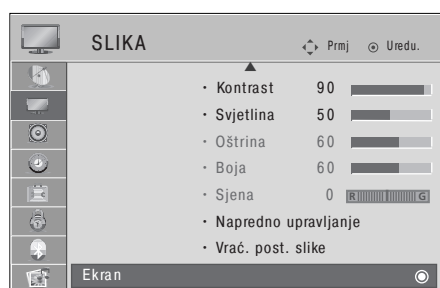 SLIKA Prmj Uredu.
• Kontrast 90
• Svjetlina 50
• Oštrina 60
• Boja 60
• Sjena 0 R G
• Napredno upravljanje
• Vrać. post. slike
Ekran